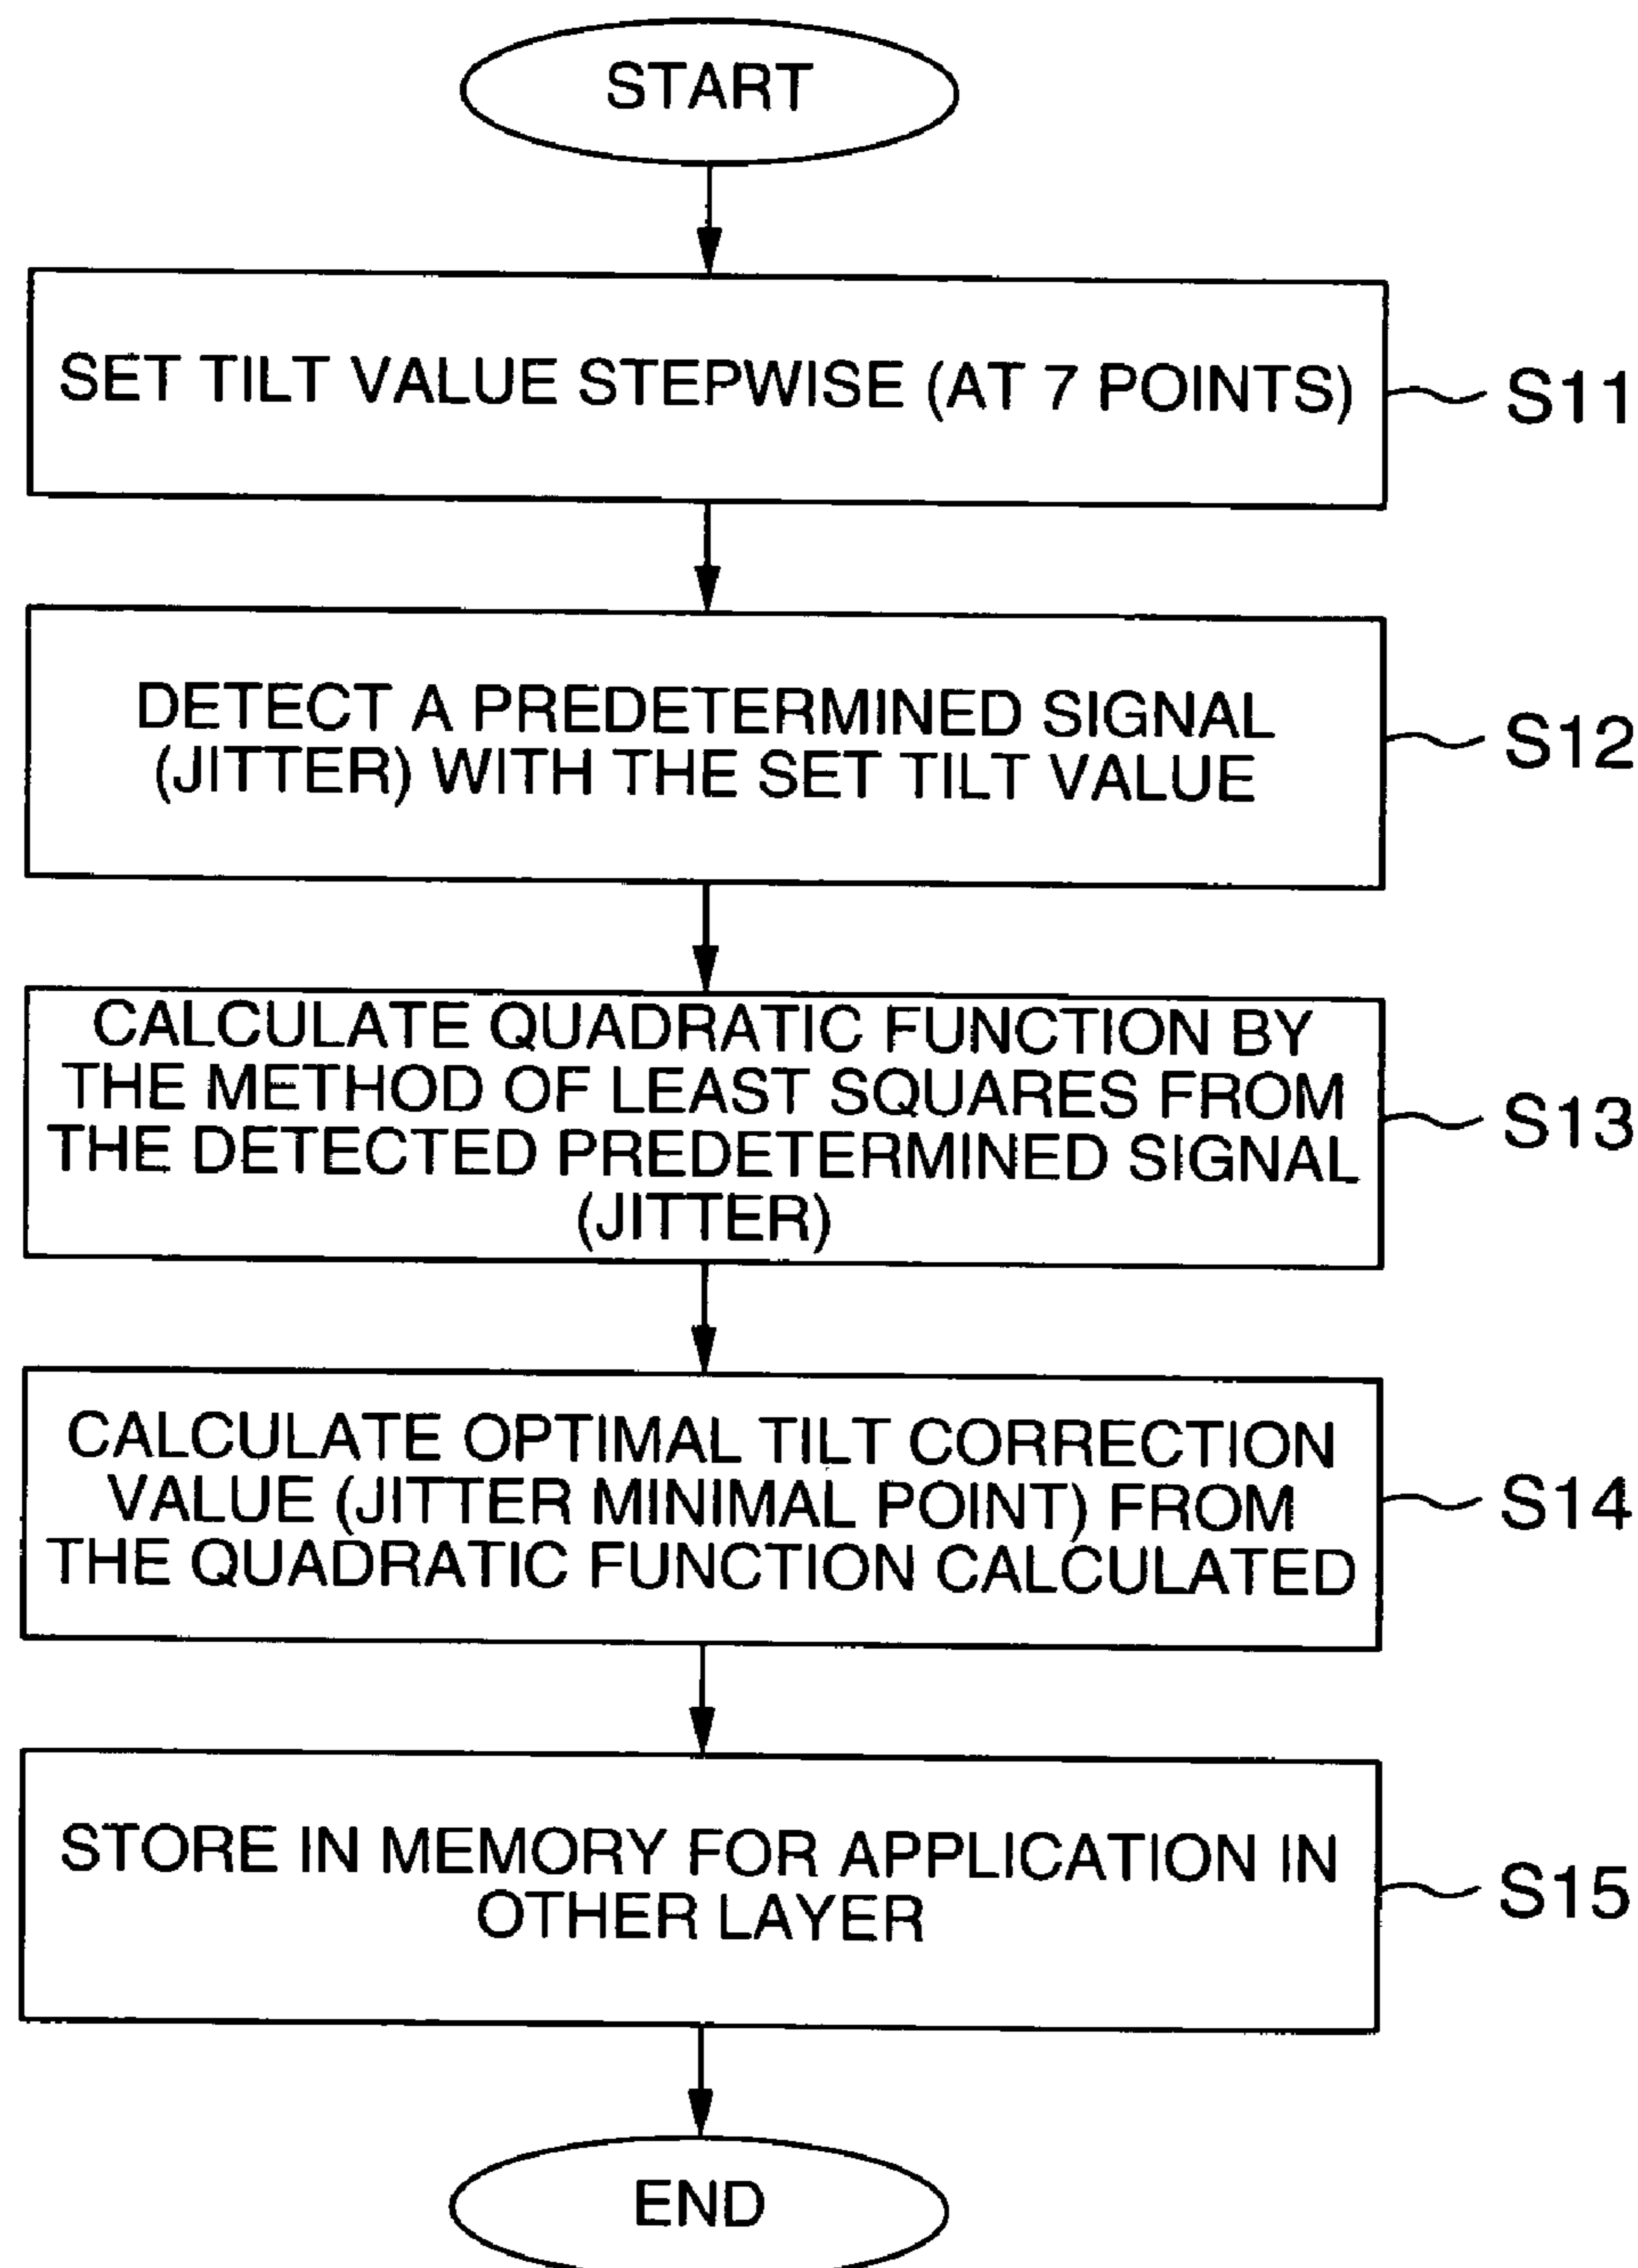 START
SET TILT VALUE STEPWISE (AT 7 POINTS)
S11
DETECT A PREDETERMINED SIGNAL
(JITTER) WITH THE SET TILT VALUE
S12
CALCULATE QUADRATIC FUNCTION BY
THE METHOD OF LEAST SQUARES FROM
THE DETECTED PREDETERMINED SIGNAL
(JITTER)
S13
CALCULATE OPTIMAL TILT CORRECTION
VALUE (JITTER MINIMAL POINT) FROM
THE QUADRATIC FUNCTION CALCULATED
S14
STORE IN MEMORY FOR APPLICATION IN
OTHER LAYER
S15
END